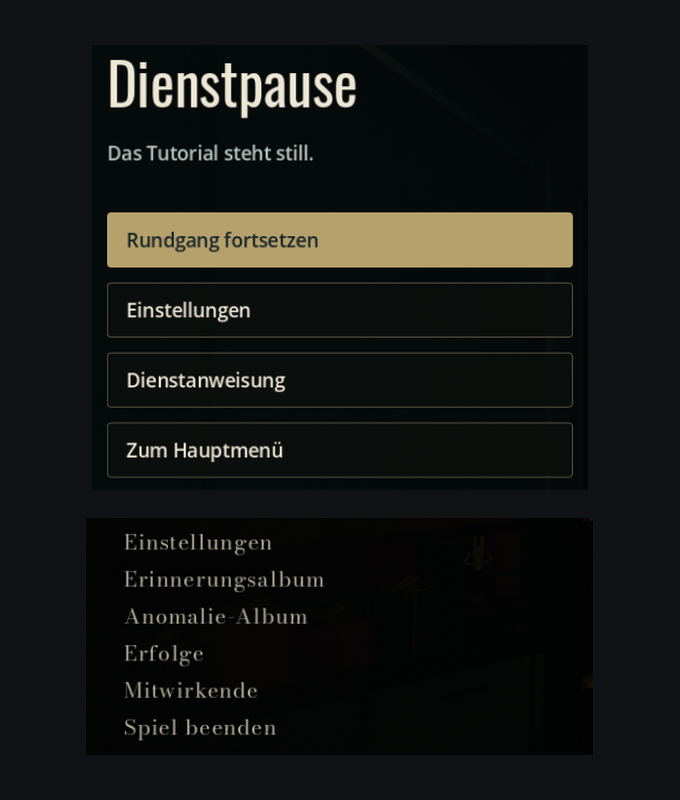 Dienstpause
Das Tutorial steht still.
Rundgang fortsetzen
Einstellungen
Dienstanweisung
Zum Hauptmenü
Einstellungen
Erinnerungsalbum
Anomalie-Album
Erfolge
Mitwirkende
Spiel beenden